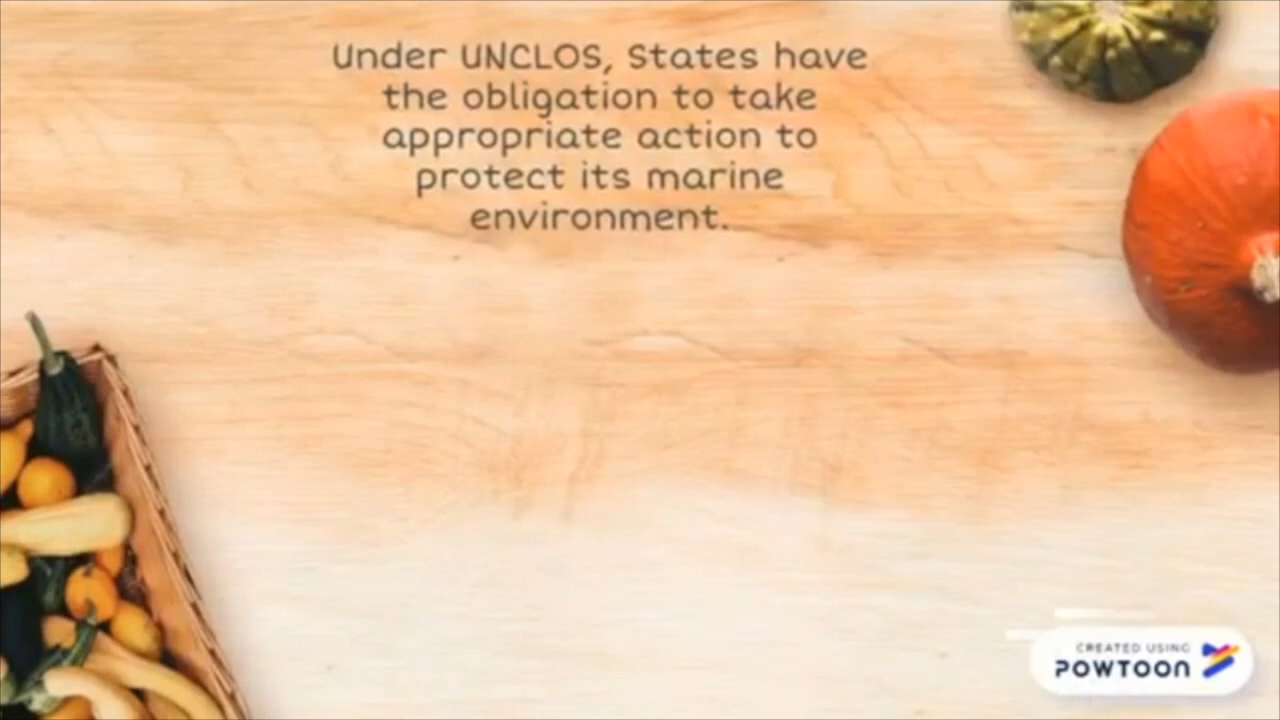 Under UNCLOS, States have
the obligation to take
appropriate action to
protect its marine
environment.
CREATED USING
POWTOON